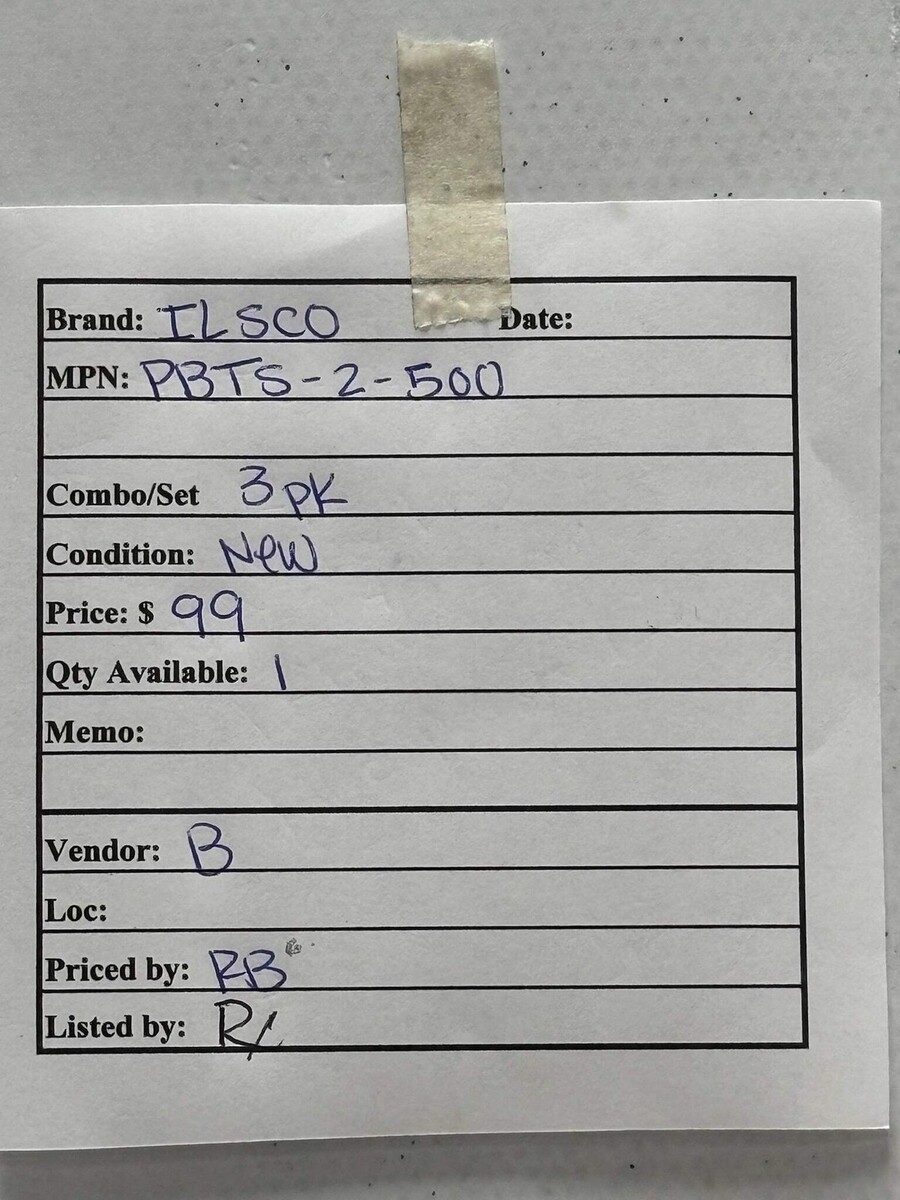 Brand: ILSCO Date:
MPN: PBTS-2-500
Combo/Set 3pk
Condition: New
Price: $ 99
Qty Available: 1
Memo:
Vendor: B
Loc:
Priced by: RB
Listed by: